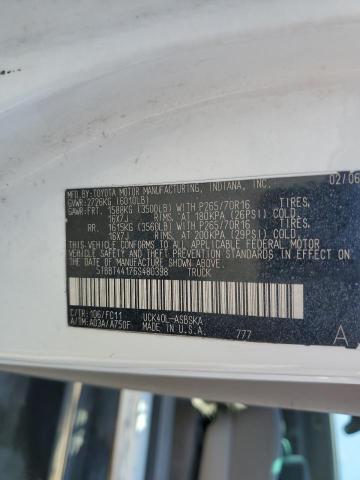 MFD. BY: TOYOTA MOTOR MANUFACTURING, INDIANA, INC. 02/06
GVWR: 2726KG (6010LB)
GAWR: FRT. 1588KG (3500LB) WITH P265/70R16 TIRES,
16X7J RIMS, AT 180KPA (26PSI) COLD.
RR. 1615KG (3560LB) WITH P265/70R16 TIRES,
16X7J RIMS, AT 200KPA (29PSI) COLD.
THIS VEHICLE CONFORMS TO ALL APPLICABLE FEDERAL MOTOR
VEHICLE SAFETY, BUMPER, AND THEFT PREVENTION STANDARDS IN EFFECT
ON THE DATE OF MANUFACTURE SHOWN ABOVE.
5TBBT44176S480398 TRUCK
C/TR: 1D6/FC11 UCK40L-ASBSKA A
A/TM: A03A/A750F MADE IN U.S.A. 777